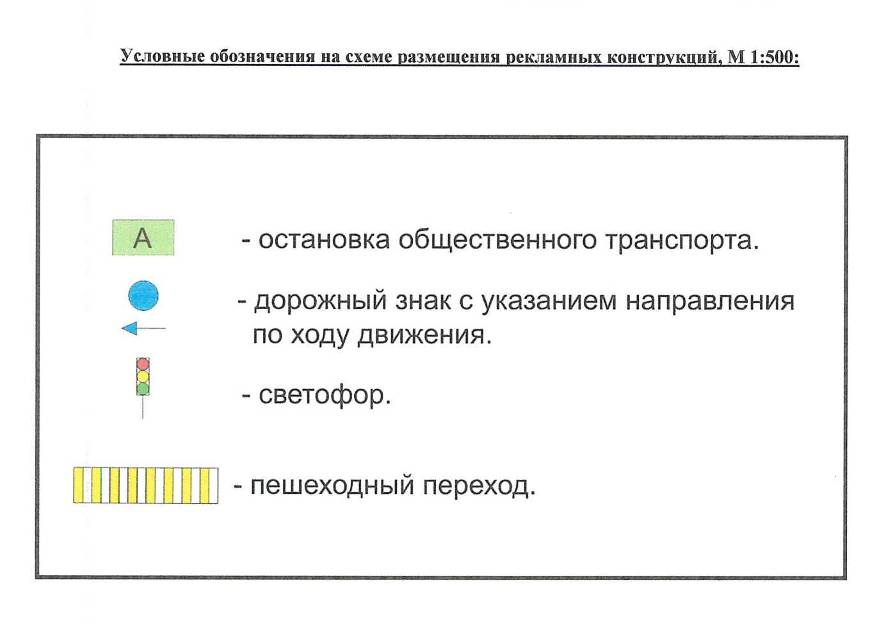 Условные обозначения на схеме размещения рекламных конструкций, М 1:500:
А
- остановка общественного транспорта.
- дорожный знак с указанием направления
по ходу движения.
- светофор.
- пешеходный переход.